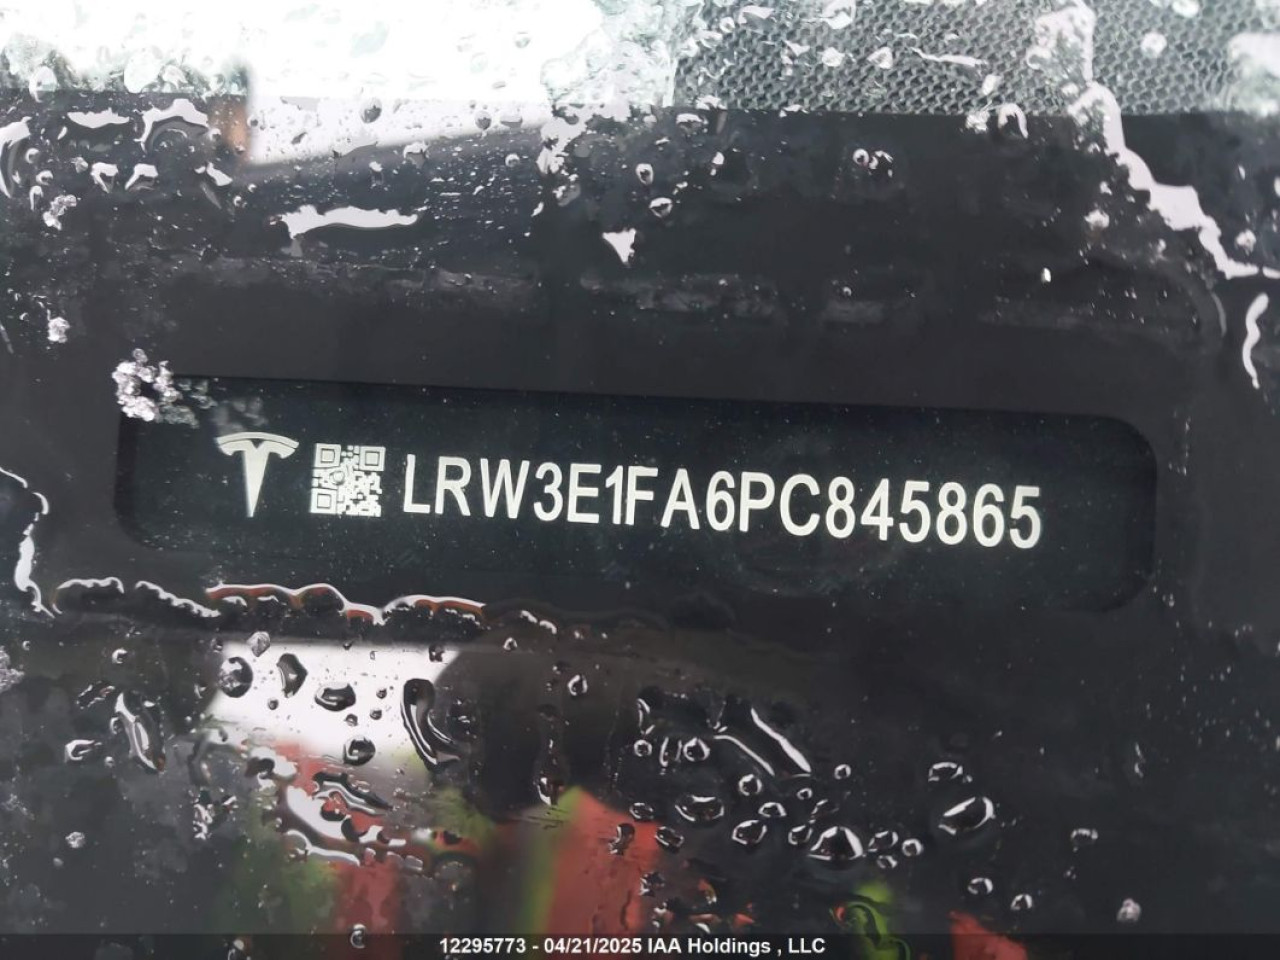 LRW3E1FA6PC845865
12295773 - 04/21/2025 IAA Holdings , LLC